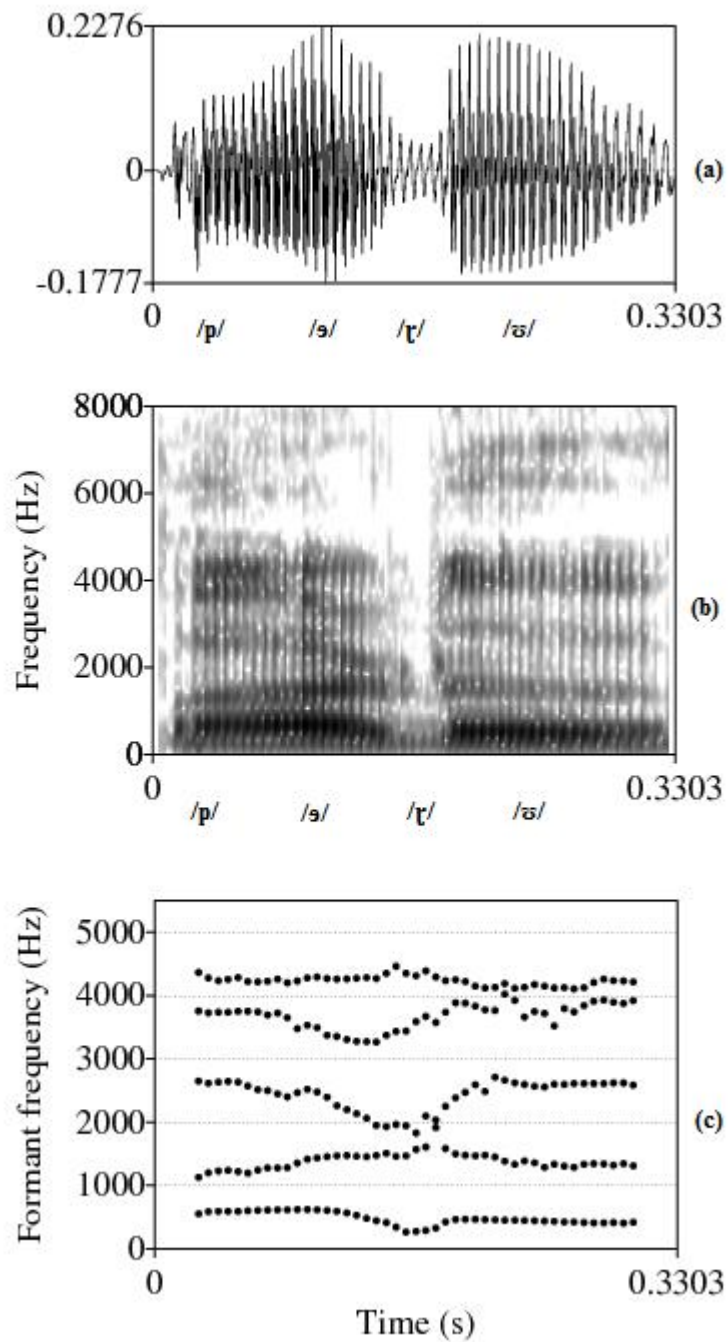 0.2276
0
(a)
-0.1777
0 0.3303
/p/ /ə/ /ɽ/ /ʊ/
8000
6000
4000
2000
0
Frequency (Hz)
(b)
0 0.3303
/p/ /ə/ /ɽ/ /ʊ/
5000
4000
3000
2000
1000
0
Formant frequency (Hz)
(c)
0 0.3303
Time (s)